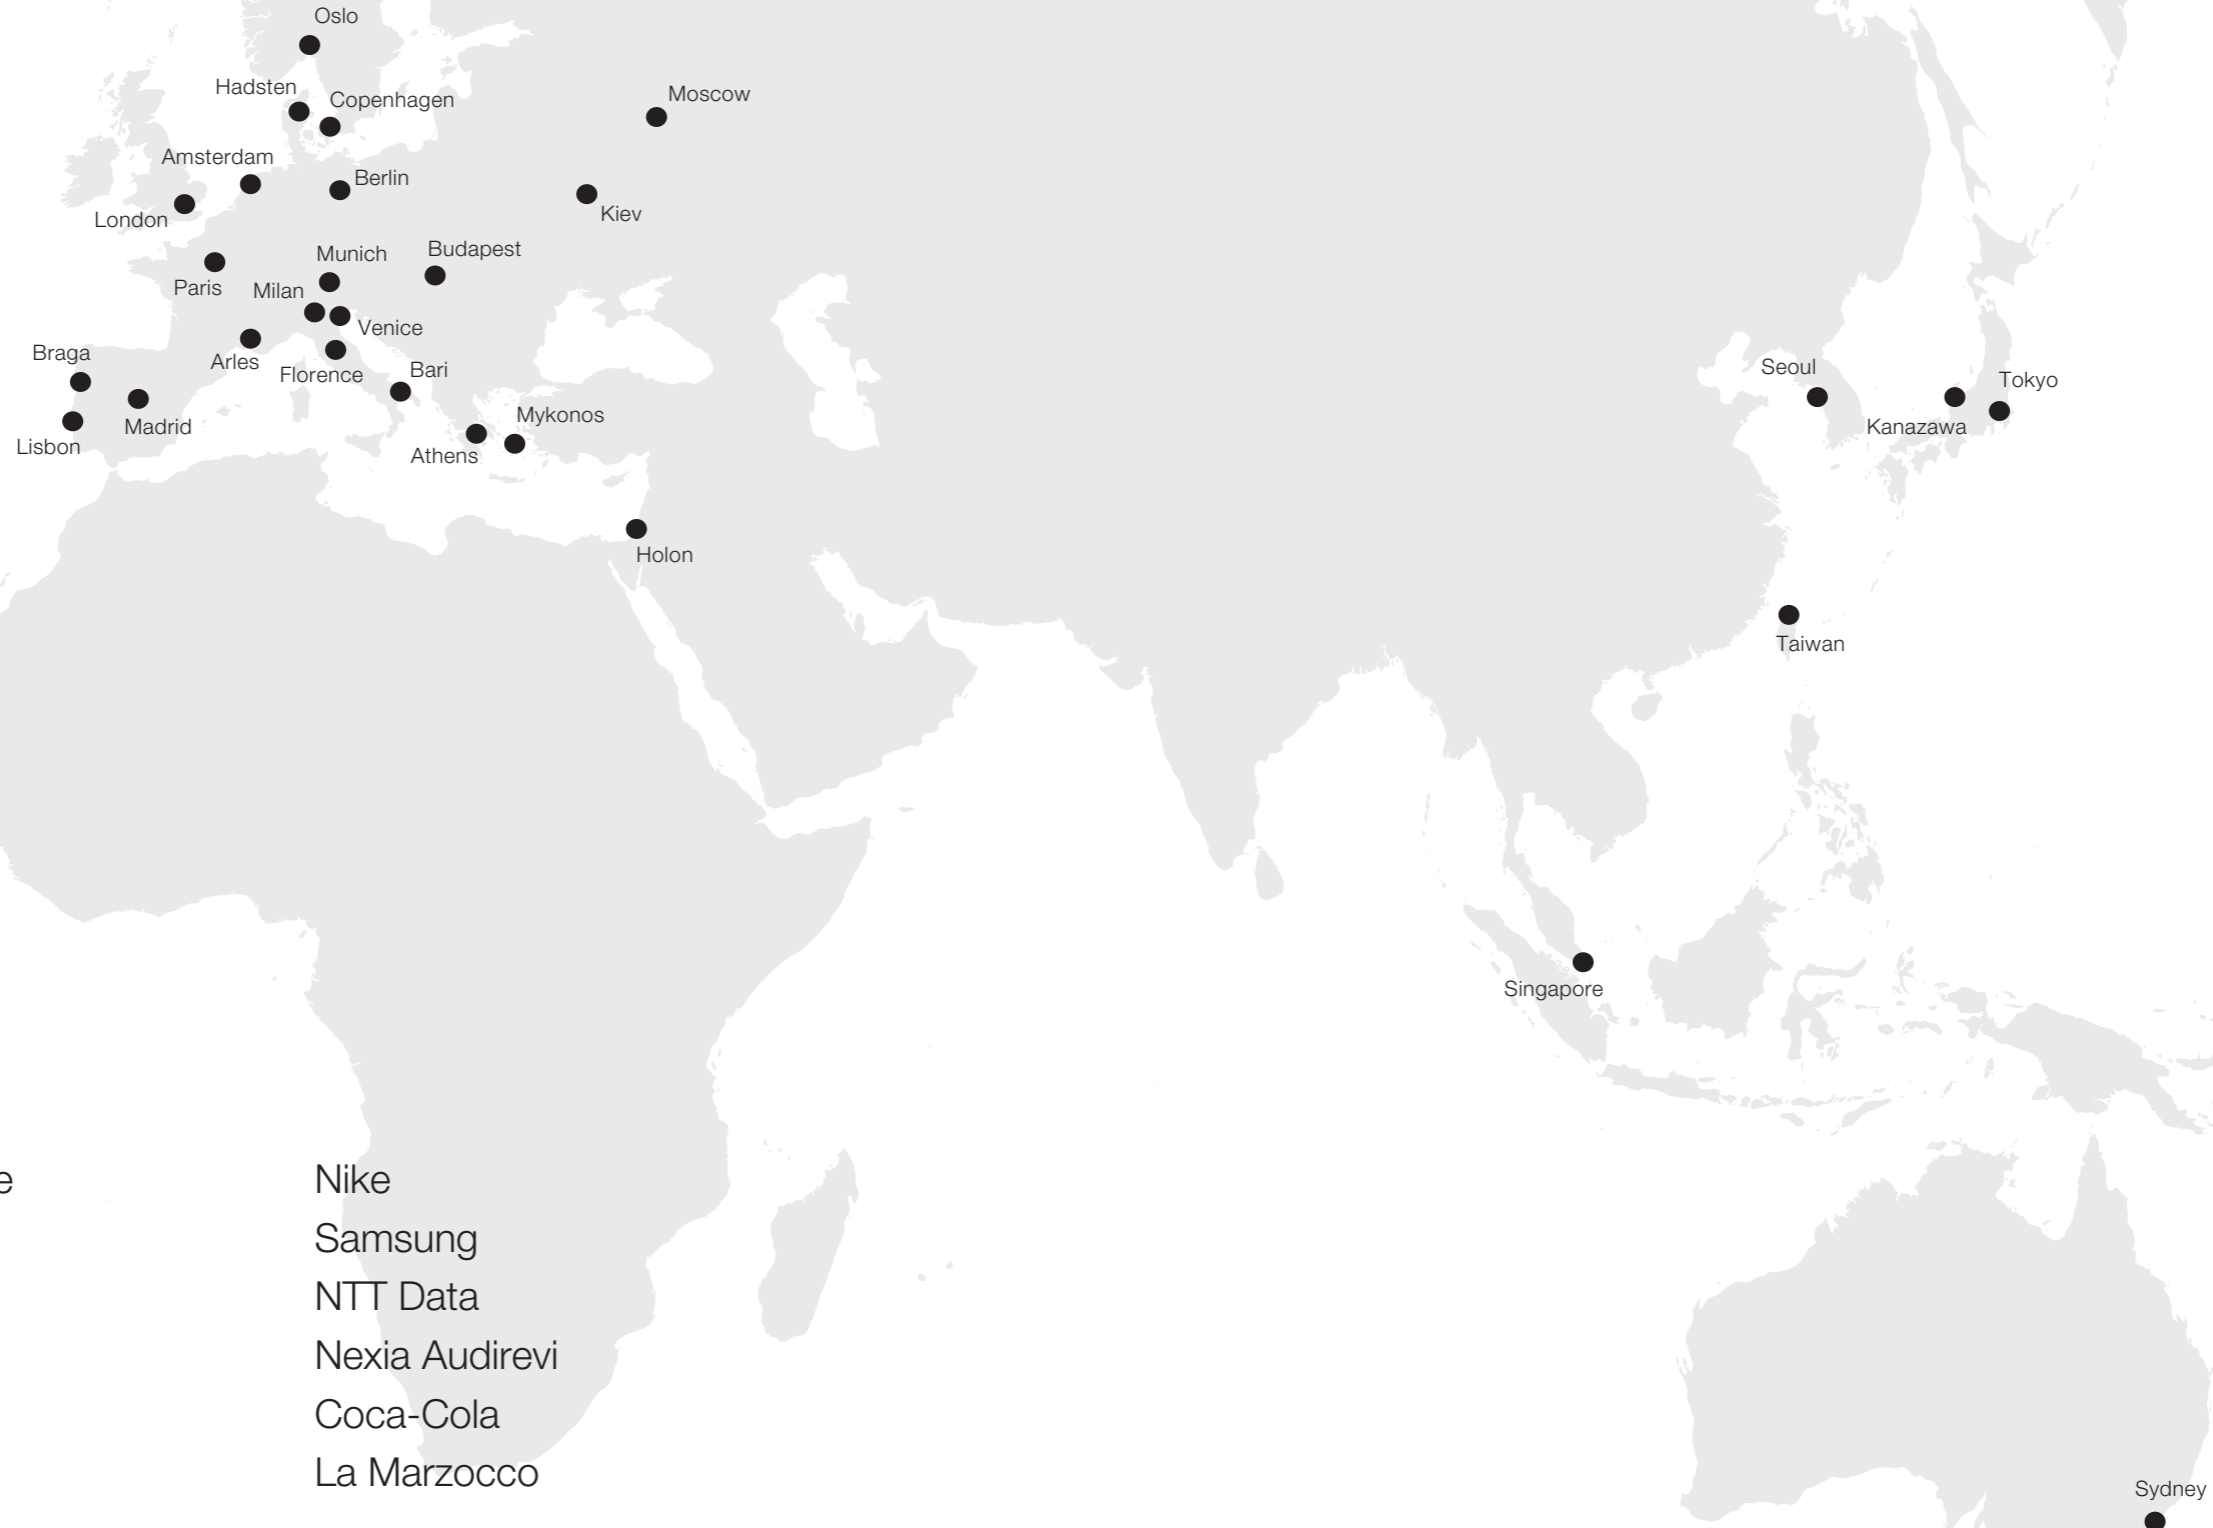 Oslo
Hadsten
Copenhagen
Moscow
Amsterdam
Berlin
London
Kiev
Munich
Budapest
Paris
Milan
Venice
Braga
Arles
Florence
Bari
Seoul
Tokyo
Madrid
Mykonos
Kanazawa
Lisbon
Athens
Holon
Taiwan
Singapore
e
Nike
Samsung
NTT Data
Nexia Audirevi
Coca-Cola
La Marzocco
Sydney